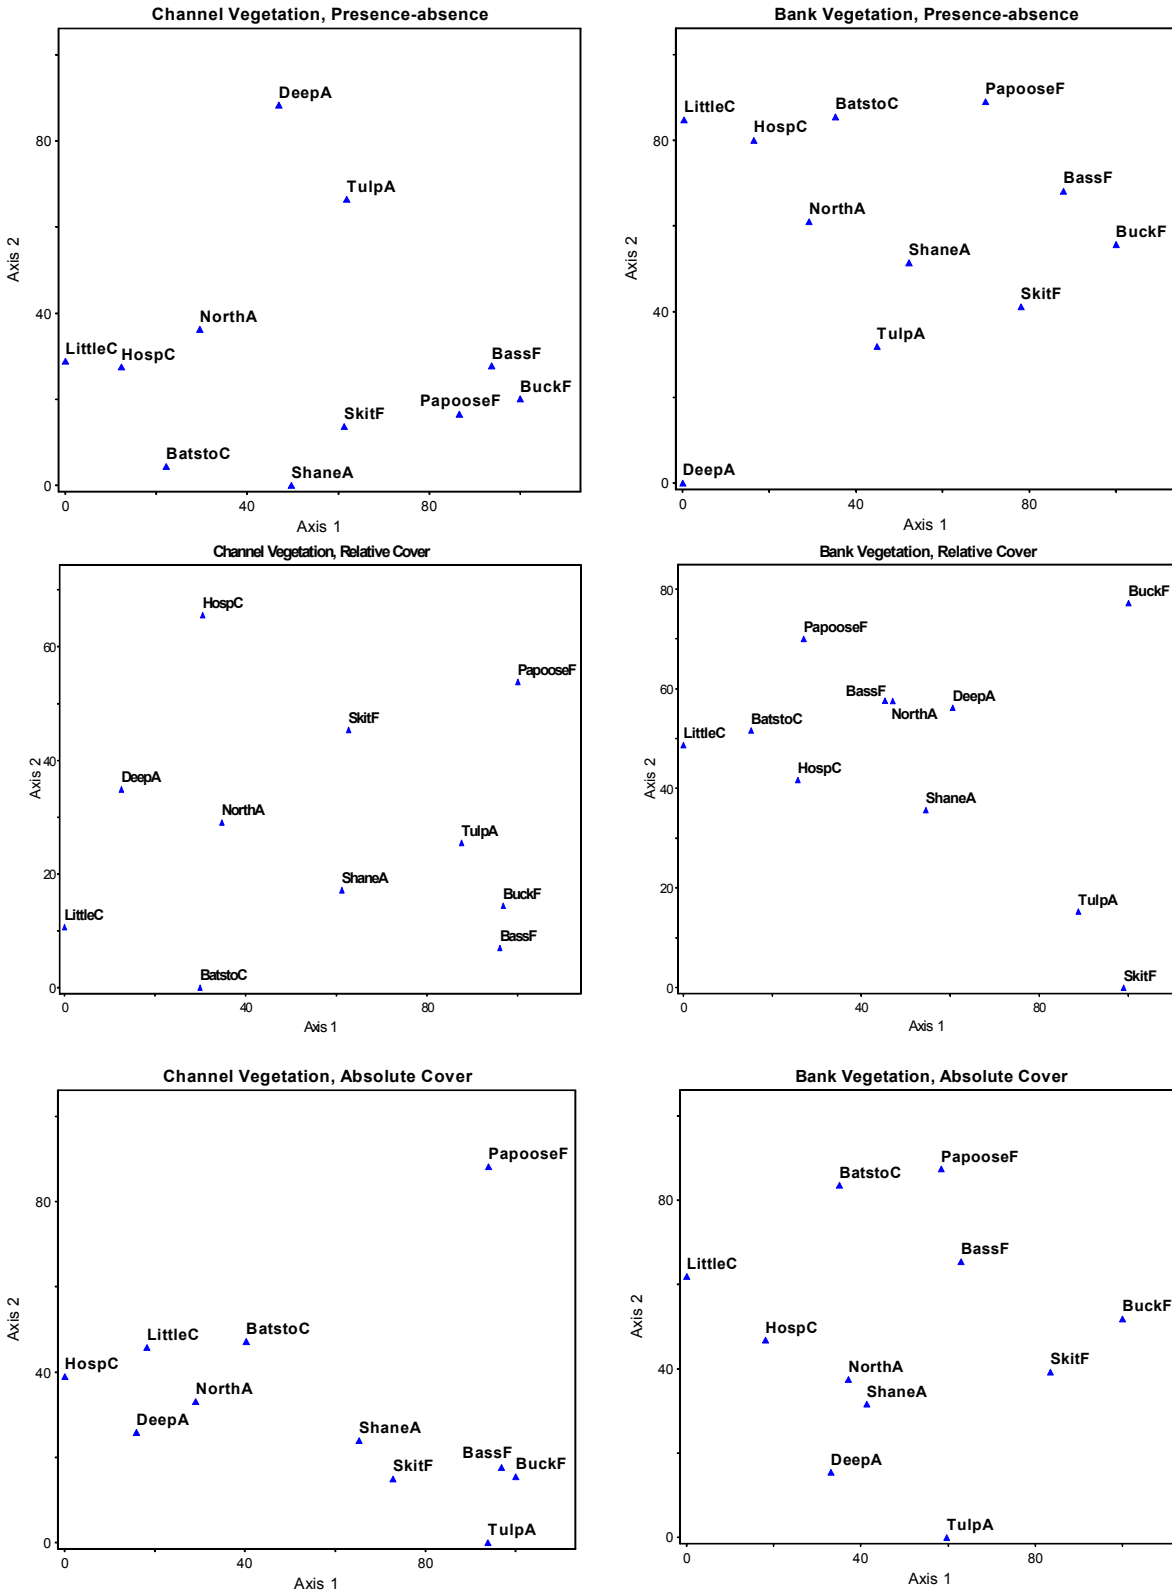 Channel Vegetation, Presence-absence
DeepA
80
TulpA
Axis 2
40
NorthA
LittleC
HospC
BassF
BuckF
PapooseF
SkitF
BatstoC
ShaneA
0
0
80
Axis 1
Bank Vegetation, Presence-absence
PapooseF
LittleC
BatstoC
HospC
80
BassF
NorthA
BuckF
Axis 2
ShaneA
SkitF
40
TulpA
DeepA
0
0
40
80
Axis 1
Channel Vegetation, Relative Cover
HospC
60
PapooseF
SkitF
Axis 2
40
DeepA
NorthA
TulpA
20
ShaneA
BuckF
LittleC
BassF
BatstoC
0
0
40
80
Axis 1
Bank Vegetation, Relative Cover
80
BuckF
PapooseF
60
BassF
NorthA
DeepA
BatstoC
LittleC
Axis 2
HospC
40
ShaneA
20
TulpA
SkitF
0
0
40
80
Axis 1
Channel Vegetation, Absolute Cover
PapooseF
80
Axis 2
LittleC
BatstoC
HospC
40
NorthA
DeepA
ShaneA
BassF
BuckF
SkitF
TulpA
0
0
40
80
Axis 1
Bank Vegetation, Absolute Cover
PapooseF
BatstoC
80
BassF
LittleC
Axis 2
BuckF
HospC
SkitF
40
NorthA
ShaneA
DeepA
TulpA
0
0
80
Axis 1